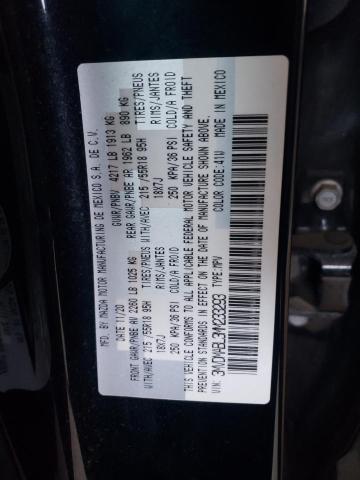 MFD. BY: MAZDA MOTOR MANUFACTURING DE MEXICO S.A. DE C.V.
DATE 11/20 GVWR/PNBV 4217 LB 1913 KG
FRONT GAWR/PNBE AV 2260 LB 1025 KG REAR GAWR/PNBE AR 1962 LB 890 KG
WITH/AVEC 215 /55R18 95H TIRES/PNEUS WITH/AVEC 215 /55R18 95H TIRES/PNEUS
18X7J RIMS/JANTES 18X7J RIMS/JANTES
250 KPA/36 PSI COLD/A FROID 250 KPA/36 PSI COLD/A FROID
THIS VEHICLE CONFORMS TO ALL APPLICABLE FEDERAL MOTOR VEHICLE SAFETY AND THEFT
PREVENTION STANDARDS IN EFFECT ON THE DATE OF MANUFACTURE SHOWN ABOVE.
TYPE: MPV COLOR CODE: 41W MADE IN MEXICO